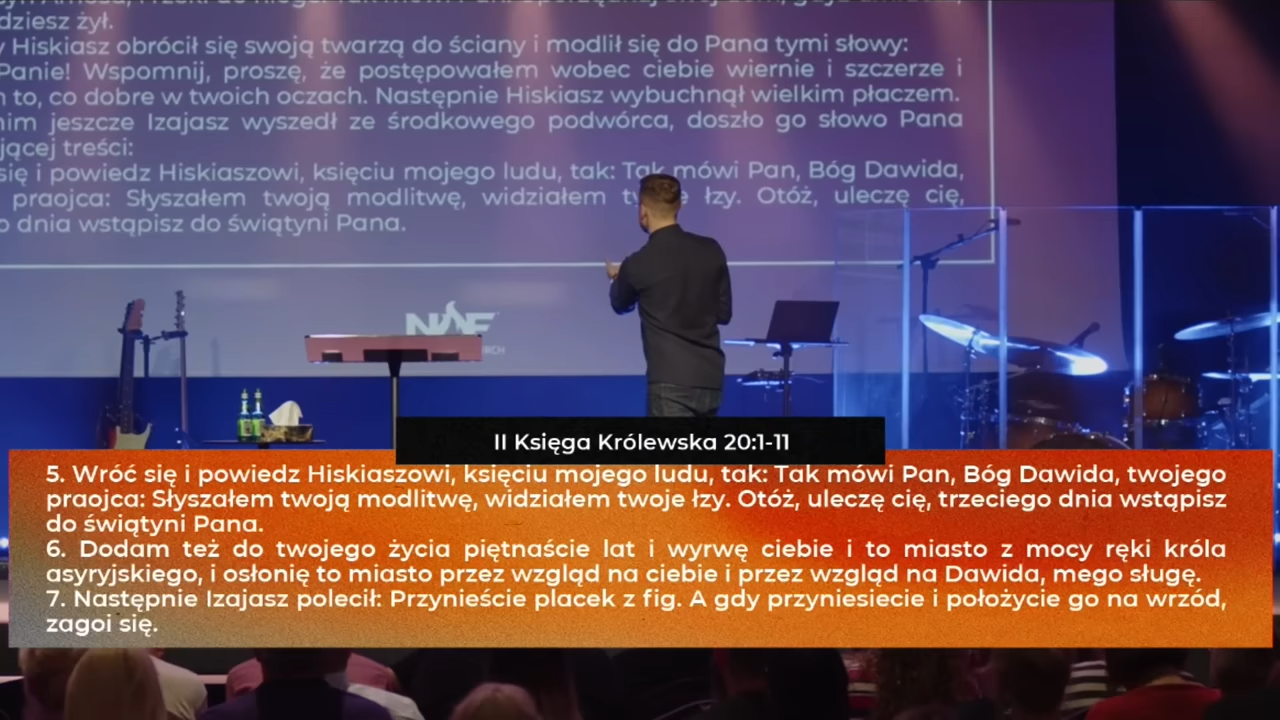 dziesz żył.
Hiskiasz obrócił się swoją twarzą do ściany i modlił się do Pana tymi słowy:
Panie! Wspomnij, proszę, że postępowałem wobec ciebie wiernie i szczerze i
to, co dobre w twoich oczach. Następnie Hiskiasz wybuchnął wielkim płaczem.
nim jeszcze Izajasz wyszedł ze środkowego podwórca, doszło go słowo Pana
jącej treści:
się i powiedz Hiskiaszowi, księciu mojego ludu, tak: Tak mówi Pan, Bóg Dawida,
praojca: Słyszałem twoją modlitwę, widziałem twoje łzy. Otóż, uleczę cię,
dnia wstąpisz do świątyni Pana.
II Księga Królewska 20:1-11
5. Wróć się i powiedz Hiskiaszowi, księciu mojego ludu, tak: Tak mówi Pan, Bóg Dawida, twojego
praojca: Słyszałem twoją modlitwę, widziałem twoje łzy. Otóż, uleczę cię, trzeciego dnia wstąpisz
do świątyni Pana.
6. Dodam też do twojego życia piętnaście lat i wyrwę ciebie i to miasto z mocy ręki króla
asyryjskiego, i osłonię to miasto przez wzgląd na ciebie i przez wzgląd na Dawida, mego sługę.
7. Następnie Izajasz polecił: Przynieście placek z fig. A gdy przyniesiecie i położycie go na wrzód,
zagoi się.